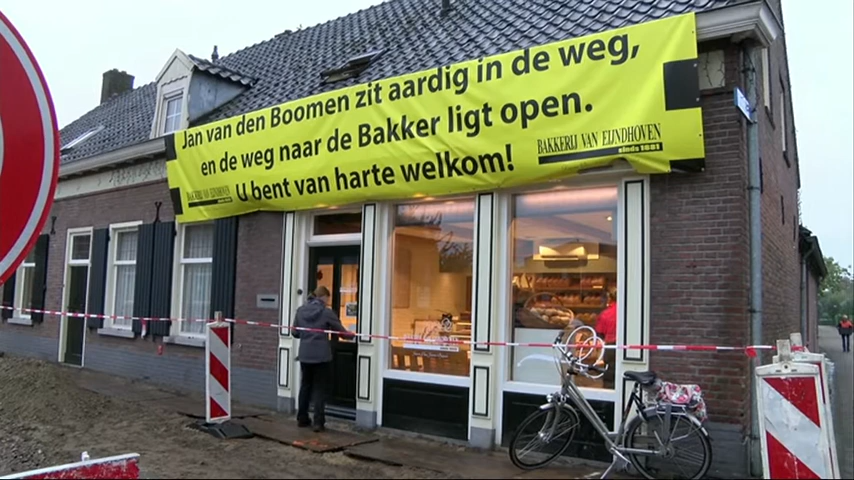 Jan van den Boomen zit aardig in de weg,
en de weg naar de Bakker ligt open.
U bent van harte welkom!
BAKKERIJ VAN EIJNDHOVEN
sinds 1881
BAKKERIJ VAN EIJNDHOVEN